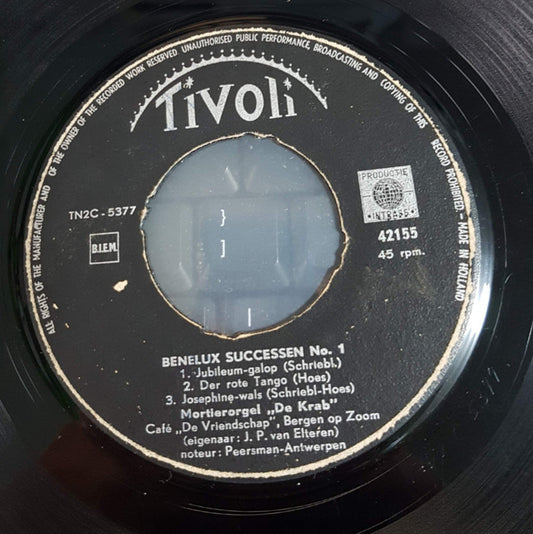 ALL RIGHTS OF THE MANUFACTURER AND OF THE OWNER OF THE RECORDED WORK RESERVED. UNAUTHORISED PUBLIC PERFORMANCE, BROADCASTING AND COPYING OF THIS RECORD PROHIBITED. - MADE IN HOLLAND
Tivoli
PRODUCTIE
INTRASS
TN2C - 5377
B.I.E.M.
42155
45 rpm.
}
]
|
BENELUX SUCCESSEN No. 1
1. Jubileum-galop (Schriebl.)
2. Der rote Tango (Hoes)
3. Josephine-wals (Schriebl-Hoes)
Mortierorgel „De Krab"
Café „De Vriendschap", Bergen op Zoom
(eigenaar: J. P. van Elteren)
noteur: Peersman-Antwerpen